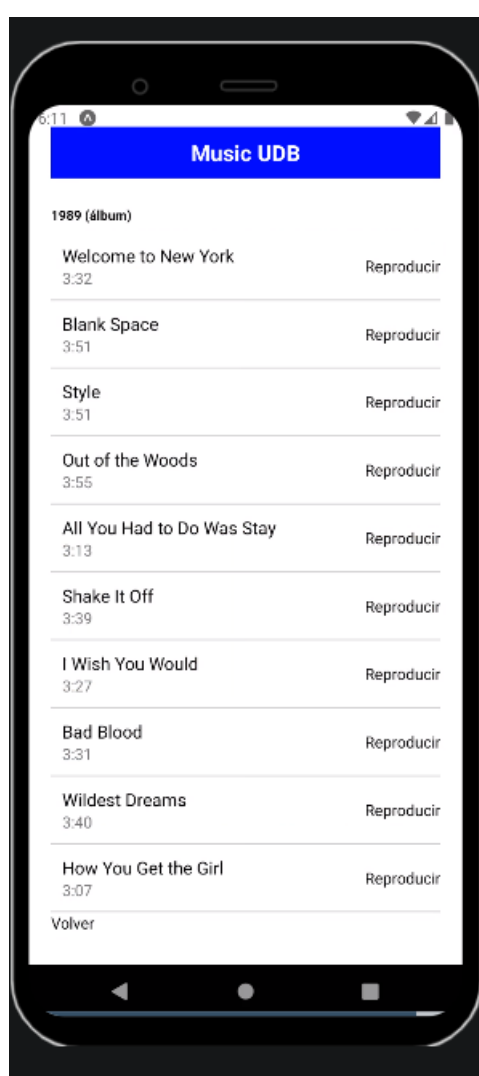 6:11
Music UDB
1989 (álbum)
Welcome to New York
3:32
Reproducir
Blank Space
3:51
Reproducir
Style
3:51
Reproducir
Out of the Woods
3:55
Reproducir
All You Had to Do Was Stay
3:13
Reproducir
Shake It Off
3:39
Reproducir
I Wish You Would
3:27
Reproducir
Bad Blood
3:31
Reproducir
Wildest Dreams
3:40
Reproducir
How You Get the Girl
3:07
Reproducir
Volver